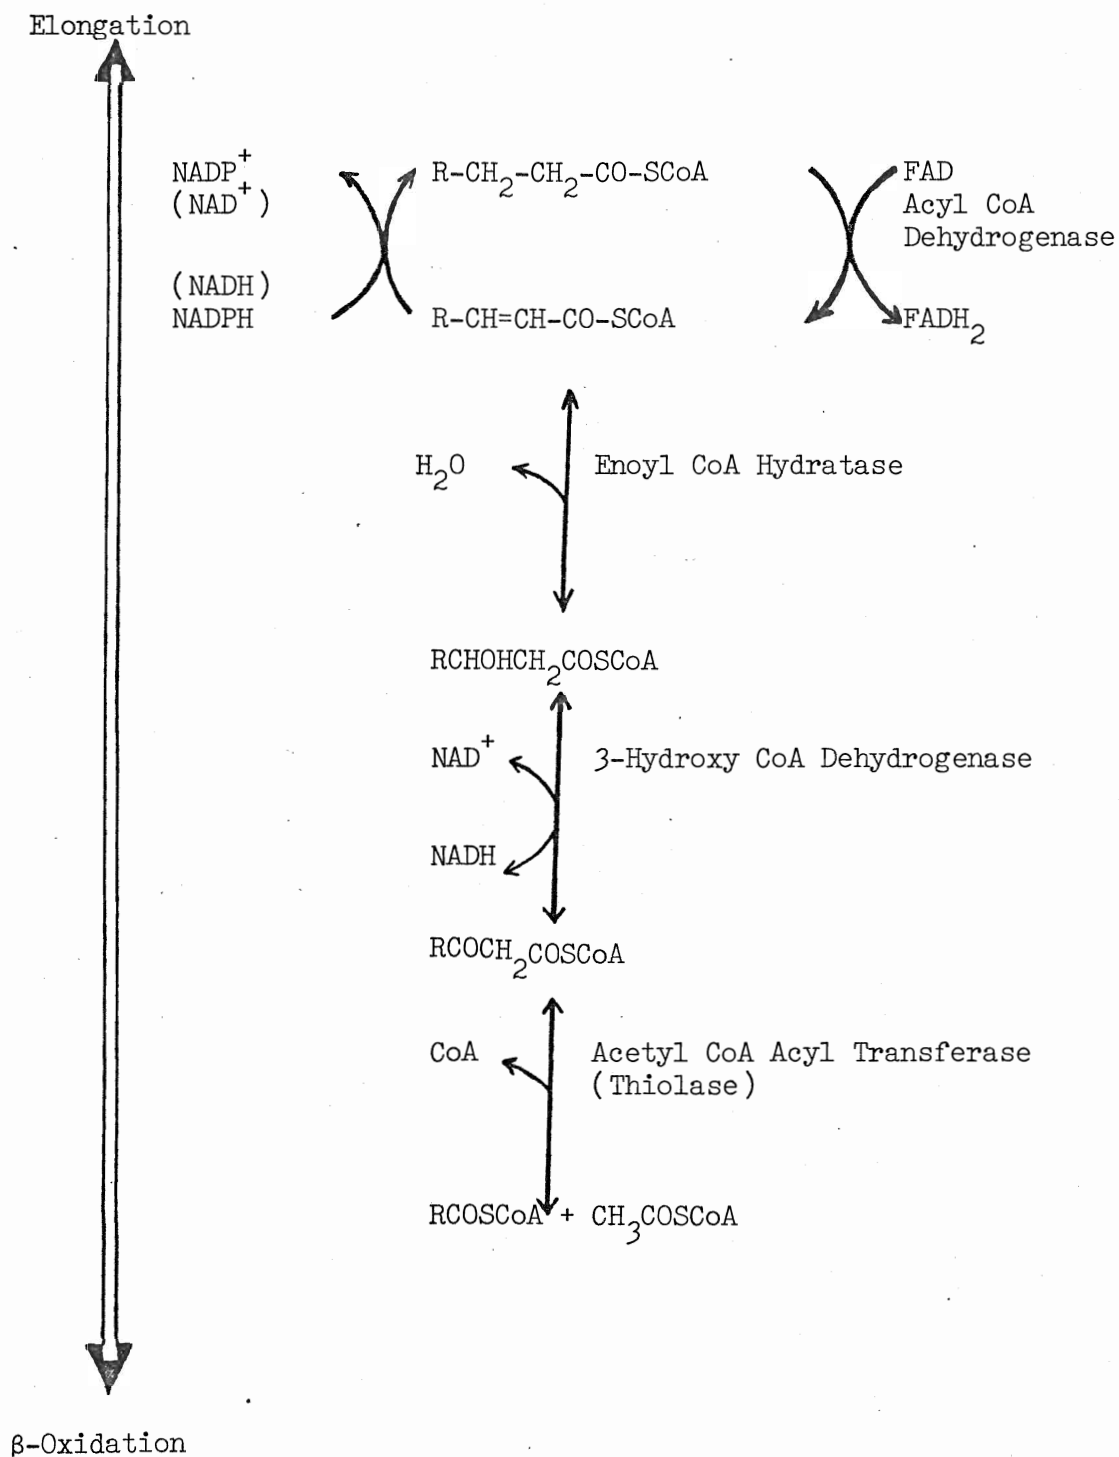 Elongation
NADP⁺
(NAD⁺)
(NADH)
NADPH
R-CH₂-CH₂-CO-SCoA
R-CH=CH-CO-SCoA
FAD
Acyl CoA
Dehydrogenase
FADH₂
H₂O
Enoyl CoA Hydratase
RCHOHCH₂COSCoA
NAD⁺
3-Hydroxy CoA Dehydrogenase
NADH
RCOCH₂COSCoA
CoA
Acetyl CoA Acyl Transferase
(Thiolase)
RCOSCoA + CH₃COSCoA
β-Oxidation